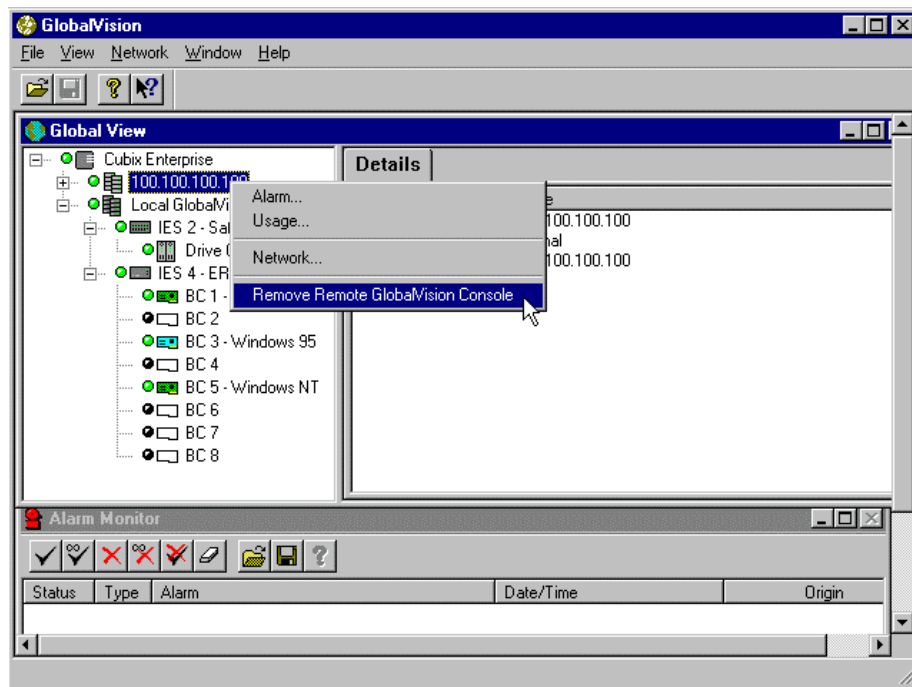 GlobalVision
File View Network Window Help
Global View
Cubix Enterprise
100.100.100.100
Local GlobalVi
IES 2 - Sa
Drive
IES 4 - ER
BC 1 -
BC 2
BC 3 - Windows 95
BC 4
BC 5 - Windows NT
BC 6
BC 7
BC 8
Alarm...
Usage...
Network...
Remove Remote GlobalVision Console
Details
e
100.100.100
nal
100.100.100
Alarm Monitor
Status Type Alarm Date/Time Origin